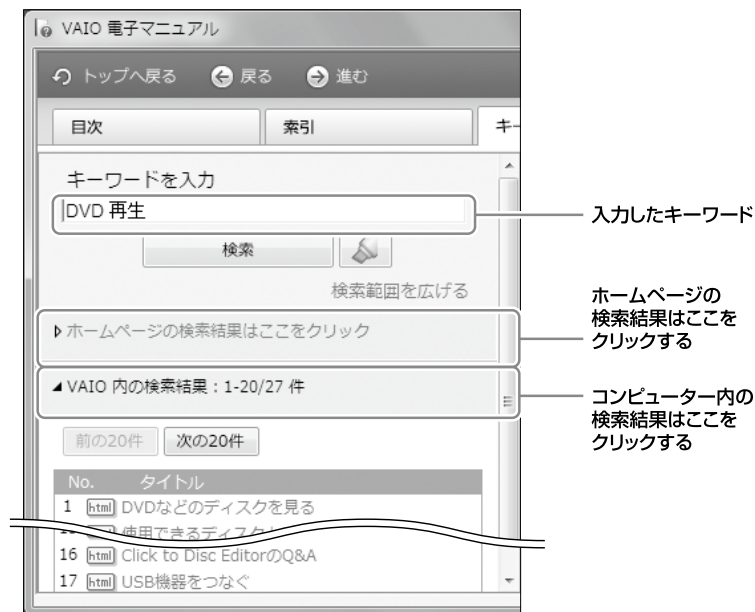 VAIO 電子マニュアル
トップへ戻る 戻る 進む
目次 索引 キー
キーワードを入力
DVD 再生
検索
検索範囲を広げる
ホームページの検索結果はここをクリック
VAIO 内の検索結果:1-20/27 件
前の20件 次の20件
No. タイトル
1 html DVDなどのディスクを見る
使用できるディスク
16 html Click to Disc EditorのQ&A
17 html USB機器をつなぐ
入力したキーワード
ホームページの
検索結果はここを
クリックする
コンピューター内の
検索結果はここを
クリックする